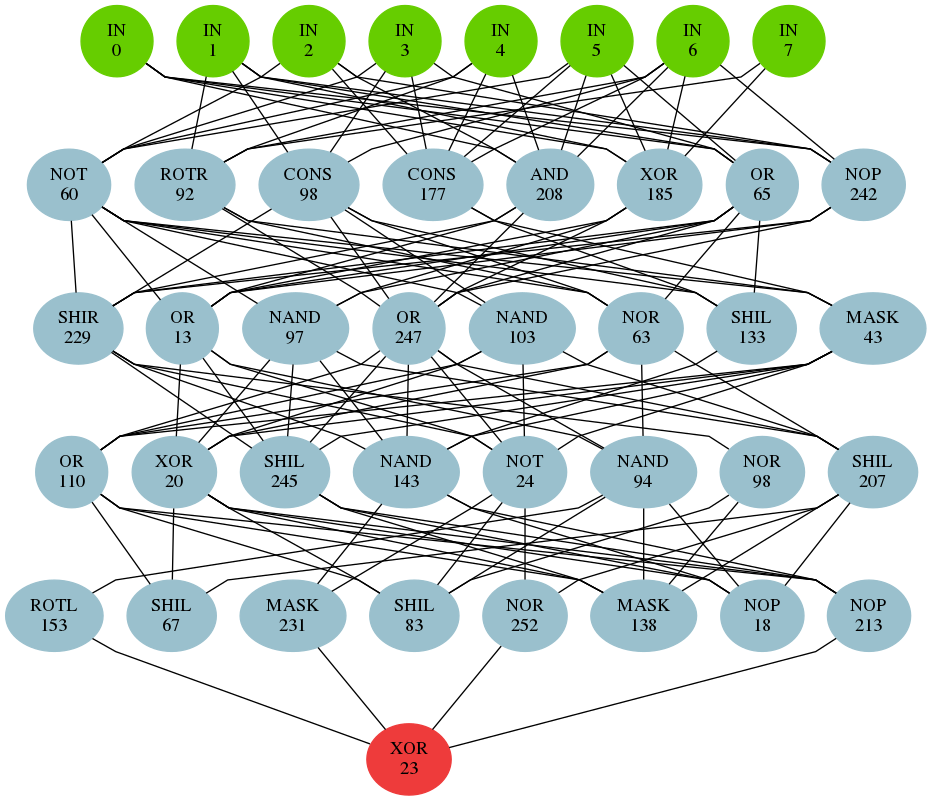 IN
0
IN
1
IN
2
IN
3
IN
4
IN
5
IN
6
IN
7
NOT
60
ROTR
92
CONS
98
CONS
177
AND
208
XOR
185
OR
65
NOP
242
SHIR
229
OR
13
NAND
97
OR
247
NAND
103
NOR
63
SHIL
133
MASK
43
OR
110
XOR
20
SHIL
245
NAND
143
NOT
24
NAND
94
NOR
98
SHIL
207
ROTL
153
SHIL
67
MASK
231
SHIL
83
NOR
252
MASK
138
NOP
18
NOP
213
XOR
23